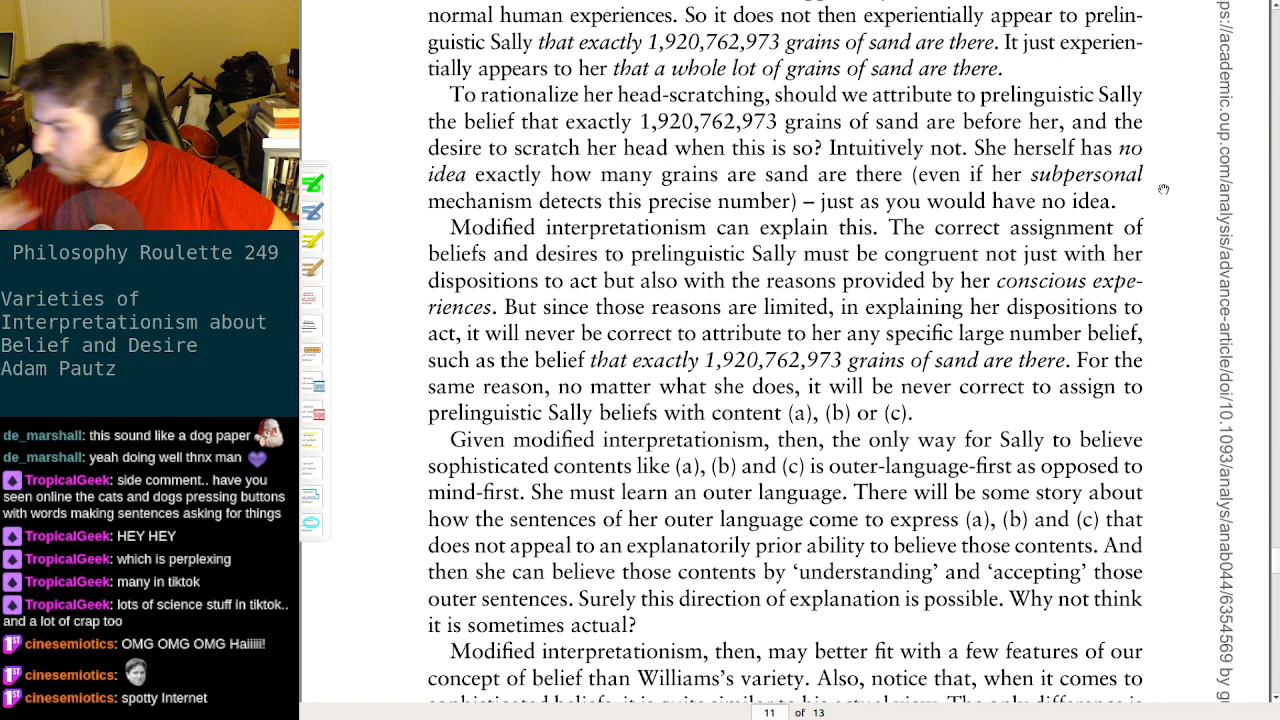 normal human experiences. So it does not then experientially appear to prelin-
guistic Sally that exactly 1,920,762,973 grains of sand are there. It just experien-
tially appears to her that a whole lot of grains of sand are there.
To rationalize her head-scratching, should we attribute to prelinguistic Sally
the belief that exactly 1,920,762,973 grains of sand are before her, and the
desire to scratch her head when this is so? Intuitively not. She herself has no
idea exactly how many grains of sand are there (even if her subpersonal
mechanism detects this precise number) – just as you would have no idea.
Modified interpretationism can explain this. The correct assignment of
beliefs and desires to prelinguistic Sally must be congruent not just with her
dispositions to behave but with the reasons provided by her conscious expe-
riences. But since those reasons are so coarse, explaining her dispositions to
act, it will never be correct to assign to her any specific large-number belief,
such as the belief that exactly 1,920,762,973 grains of sand are there. For the
same reason, no matter what she does, it will be never correct to assign to
prelinguistic Sally beliefs with contents (a), (b) or (c).
Given modified interpretationism, then, the only way for Sally to believe
sophisticated contents like (a), (b) and (c) is language-first as opposed to
mind-first. She must learn an outer language. There will be some story about
how the sentences of her outer language come to express (a), (b) and (c) that
does not appeal to an explanatorily prior ability to believe those contents. And
then she can believe those contents by ‘understanding’ and ‘accepting’ those
outer sentences. Surely this direction of explanation is possible. Why not think
it is sometimes actual?
Modified interpretationism, then, may better fit with a few features of our
concept of belief than Williams’s variety. Also, notice that, when it comes to
ps://academic.oup.com/analysis/advance-article/doi/10.1093/analys/anab044/6354569 by g
11 of 13
Philosophy Roulette 249
Varieties of
Interpretationism about
Belief and Desire
Adam Pautz
de_marshall: this sound like a dog paper
de_marshall: yeah doing well thnx man
TropicalGeek: side comment.. have you
seen online the cats and dogs pressing buttons
with words making sentences asking for things
TropicalGeek: HEY HEY
TropicalGeek: which is perplexing
TropicalGeek: many in tiktok
TropicalGeek: lots of science stuff in tiktok..
and a lot of crap too
1ST cinesemiotics: OMG OMG OMG Haiiiiii!
1ST cinesemiotics:
1ST cinesemiotics: spotty Internet